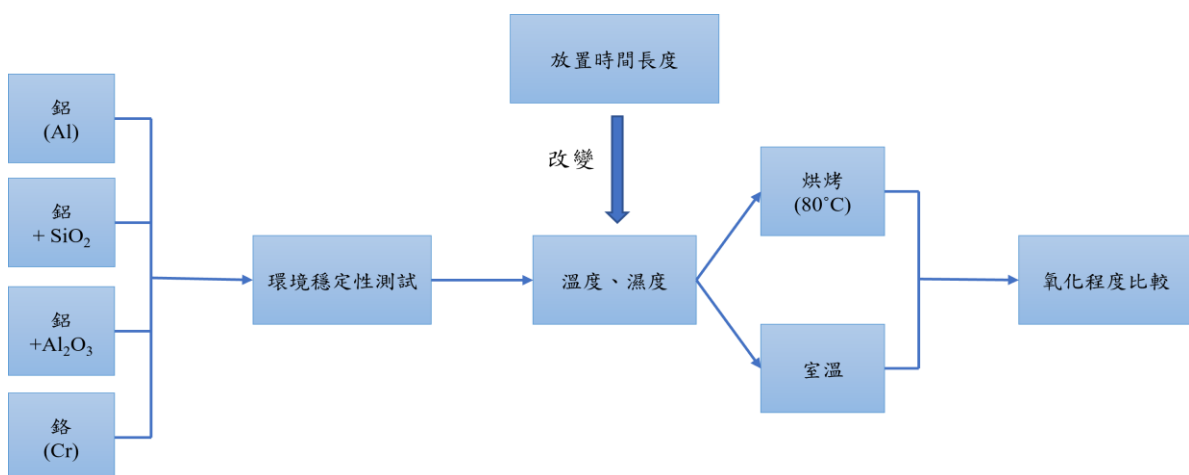 放置時間長度
改變
鋁
(Al)
鋁
+ SiO₂
鋁
+Al₂O₃
鉻
(Cr)
環境穩定性測試
溫度、濕度
烘烤
(80˚C)
室溫
氧化程度比較